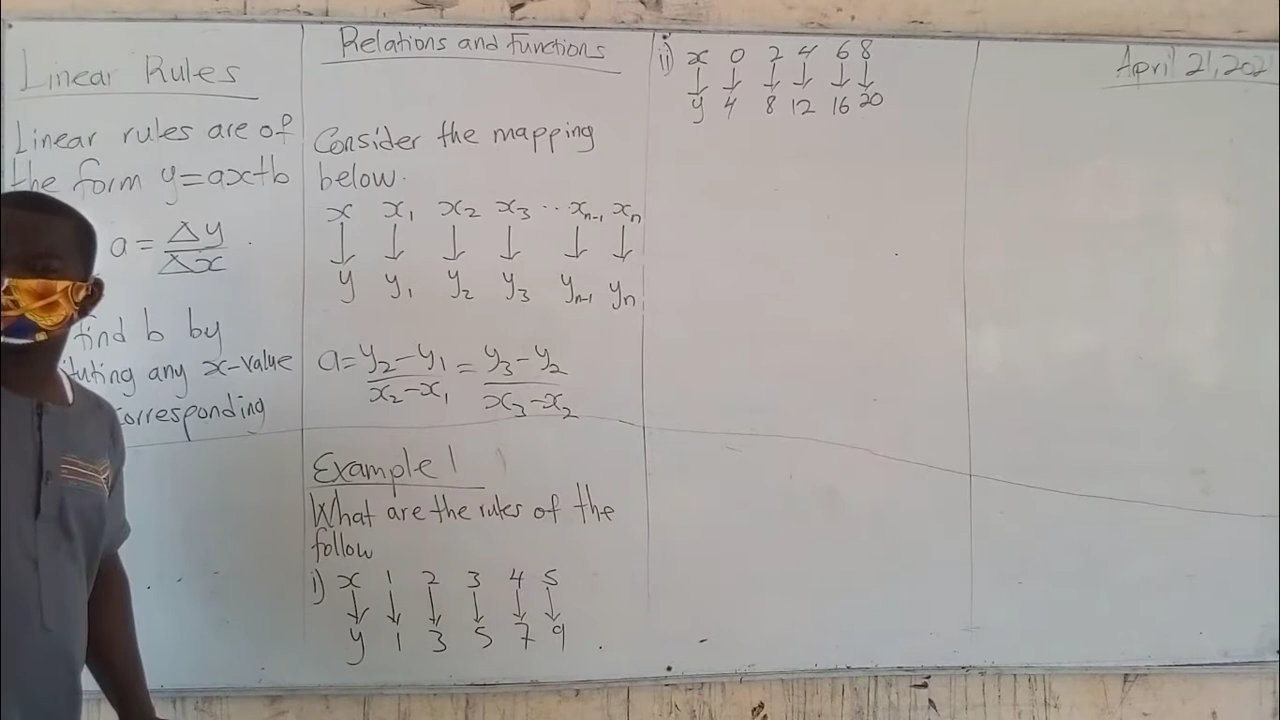 Linear Rules
Linear rules are of
the form y=ax+b
a = Δy/Δx
find b by
tuting any x-value
corresponding
Relations and Functions
Consider the mapping
below.
x x₁ x₂ x₃ ... xₙ₋₁ xₙ
↓ ↓ ↓ ↓ ↓ ↓
y y₁ y₂ y₃ yₙ₋₁ yₙ
a = (y₂-y₁)/(x₂-x₁) = (y₃-y₂)/(x₃-x₂)
Example 1
What are the rules of the
follow
i) x 1 2 3 4 5
↓ ↓ ↓ ↓ ↓ ↓
y 1 3 5 7 9
ii) x 0 2 4 6 8
↓ ↓ ↓ ↓ ↓ ↓
y 4 8 12 16 20
April 21, 202